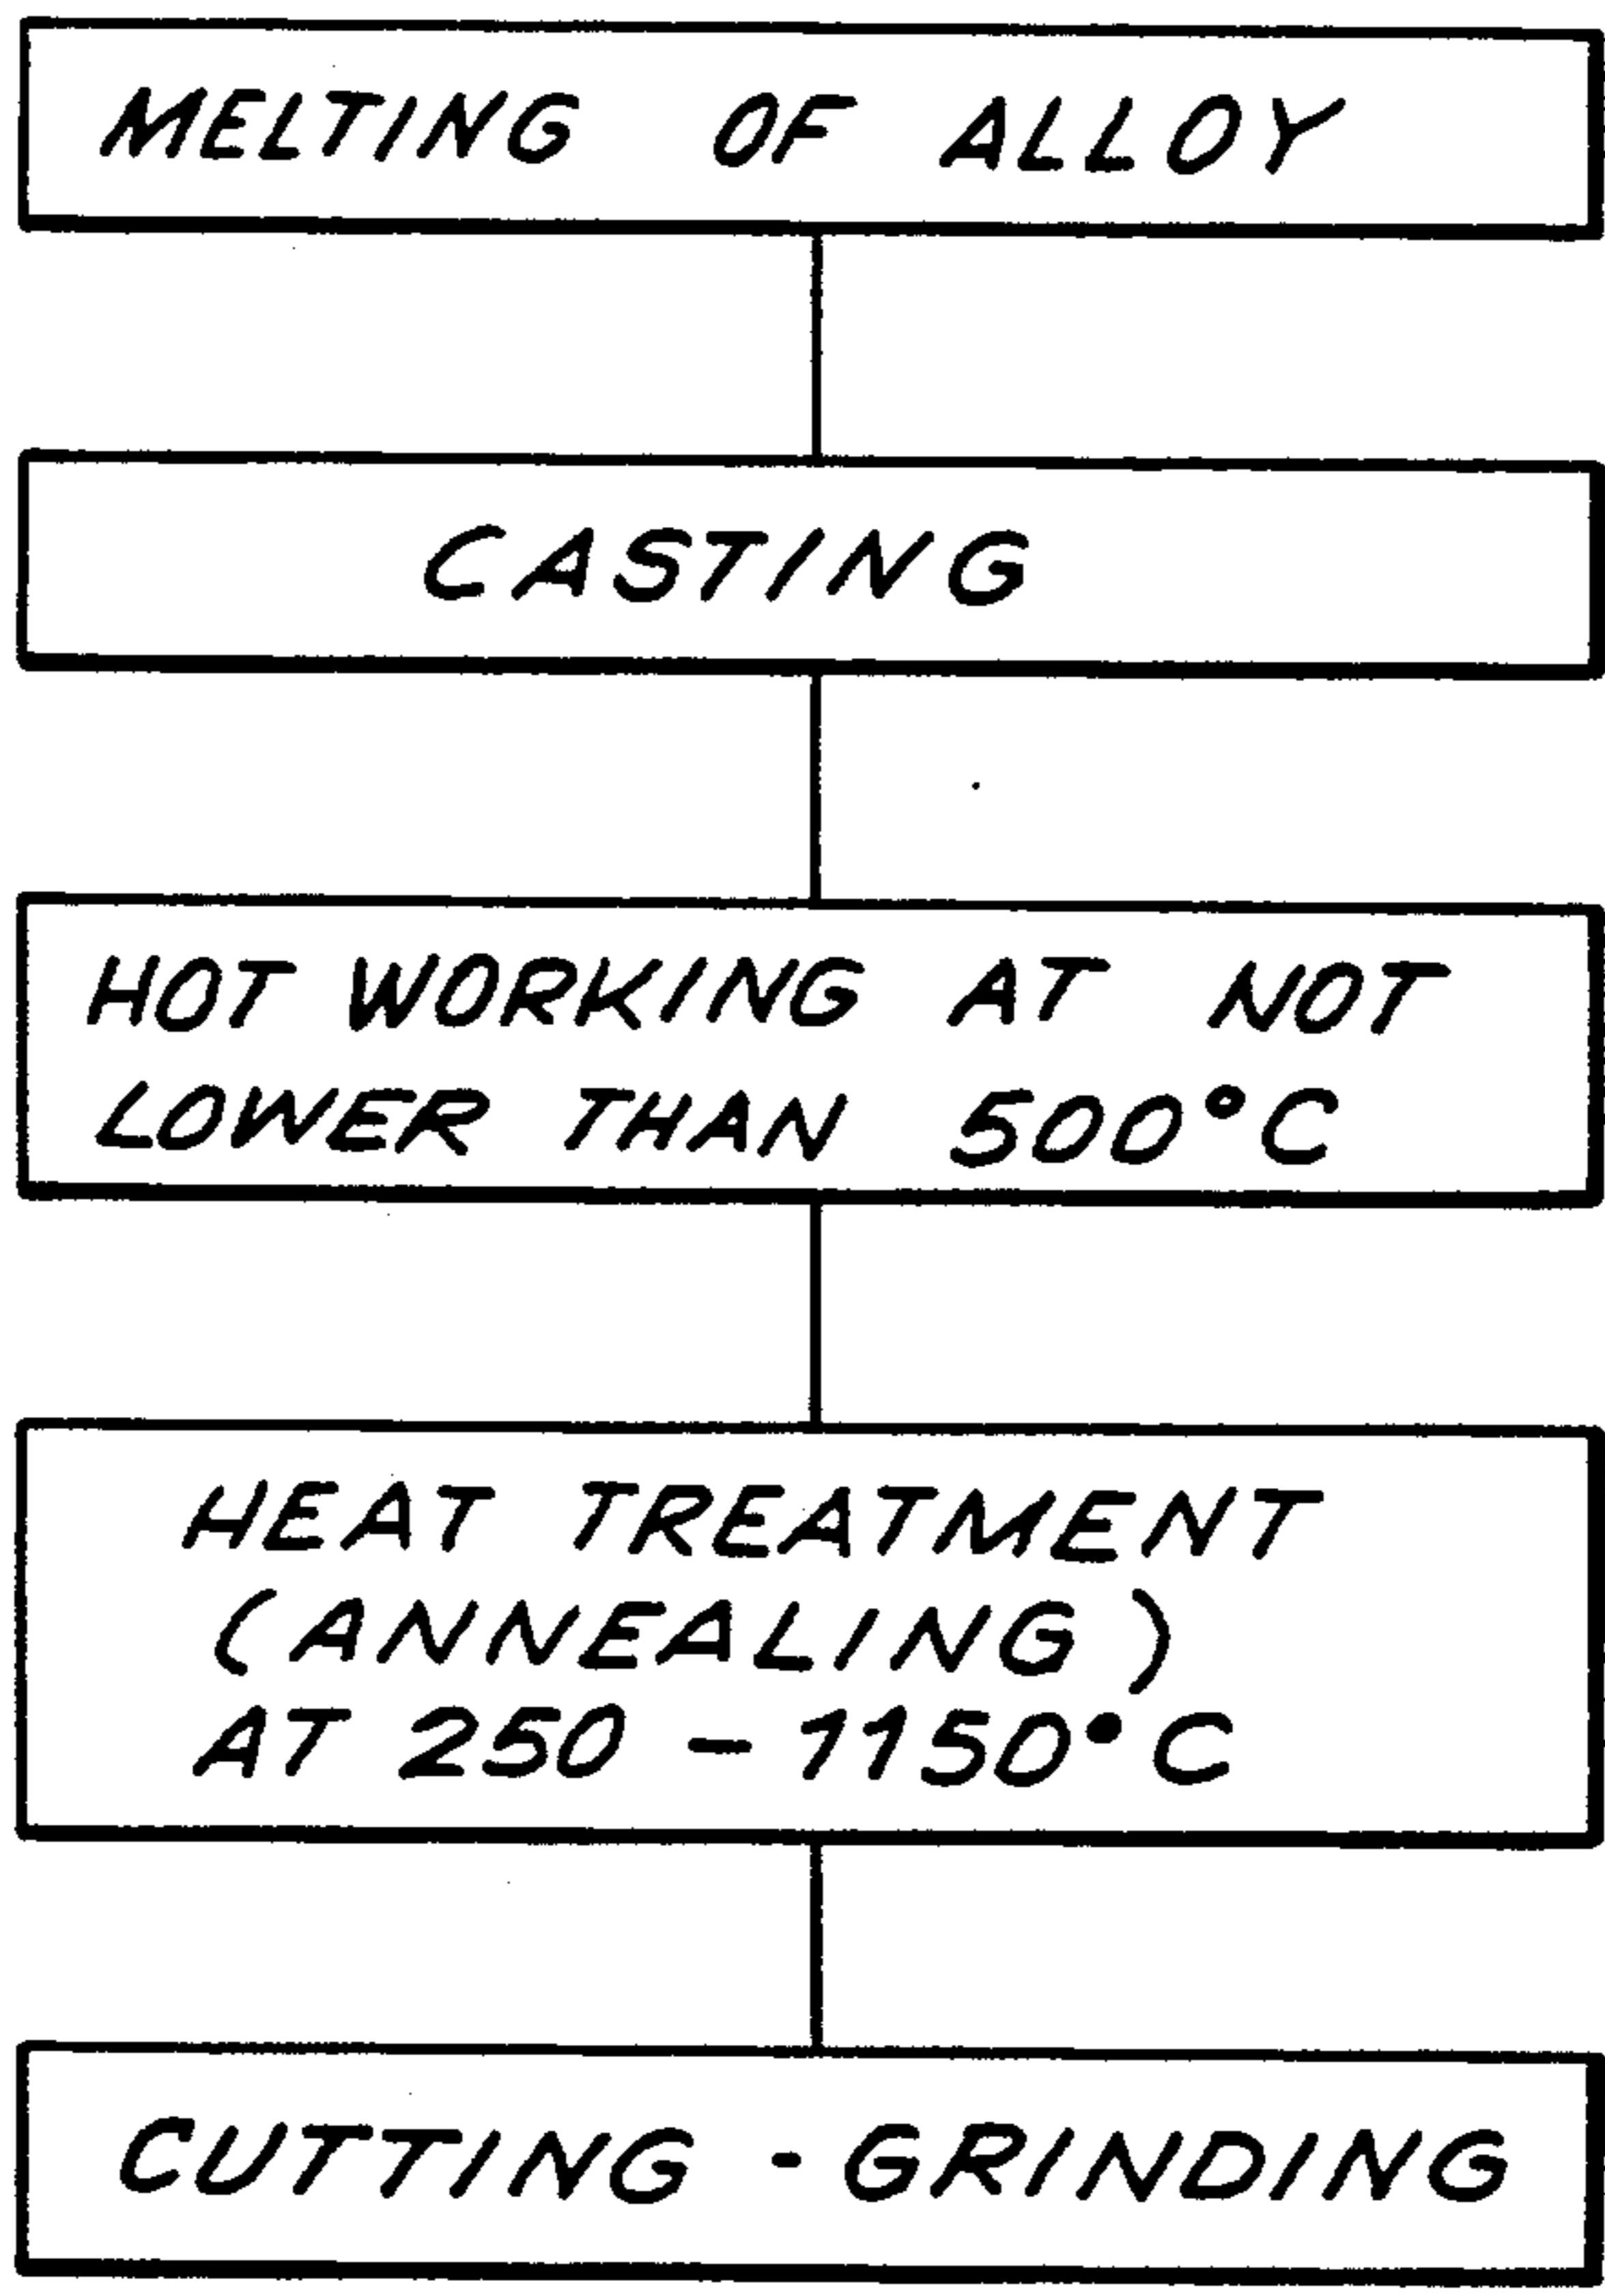 MELTING OF ALLOY
CASTING
HOT WORKING AT NOT
LOWER THAN 500°C
HEAT TREATMENT
(ANNEALING)
AT 250 - 1150°C
CUTTING - GRINDING